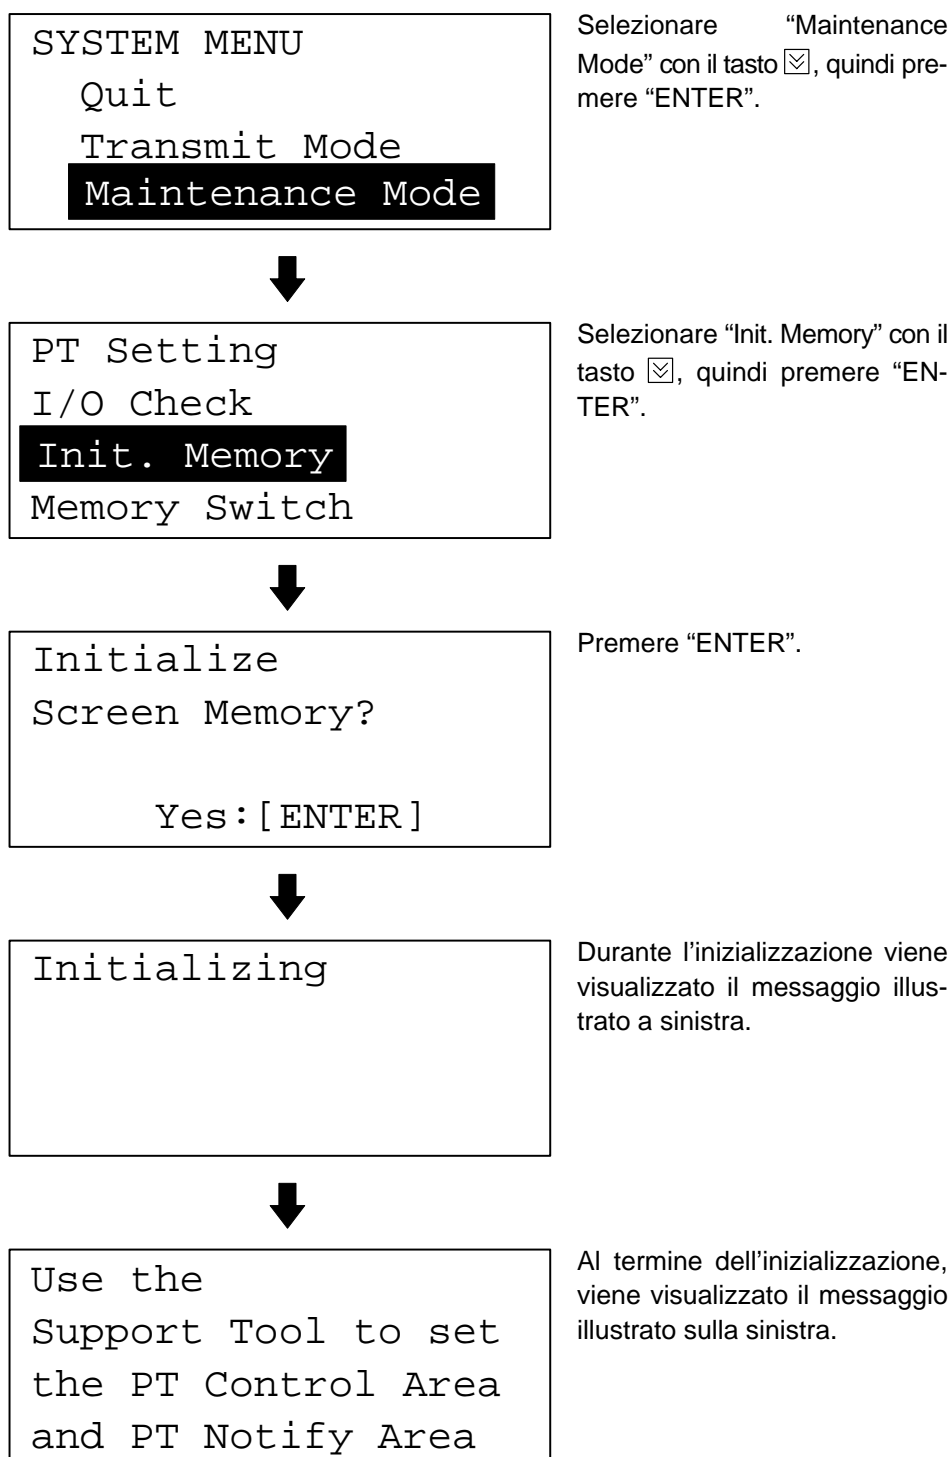 SYSTEM MENU
Quit
Transmit Mode
Maintenance Mode
Selezionare “Maintenance
Mode” con il tasto , quindi pre-
mere “ENTER”.
PT Setting
I/O Check
Init. Memory
Memory Switch
Selezionare “Init. Memory” con il
tasto , quindi premere “EN-
TER”.
Initialize
Screen Memory?
Yes:[ENTER]
Premere “ENTER”.
Initializing
Durante l’inizializzazione viene
visualizzato il messaggio illus-
trato a sinistra.
Use the
Support Tool to set
the PT Control Area
and PT Notify Area
Al termine dell’inizializzazione,
viene visualizzato il messaggio
illustrato sulla sinistra.